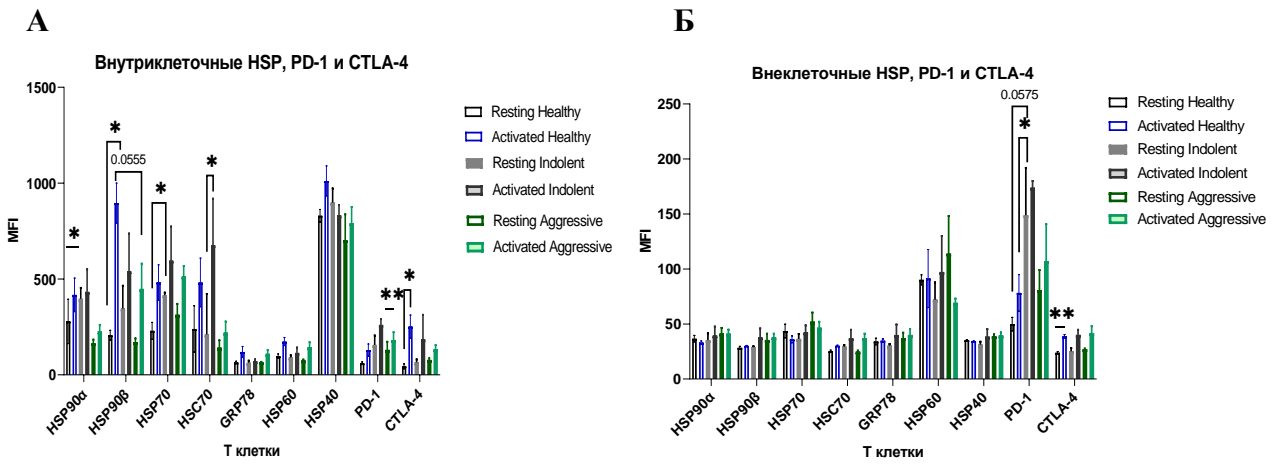 А
Внутриклеточные HSP, PD-1 и CTLA-4
1500
1000
500
0
MFI
*
*
0.0555
*
*
**
*
HSP90α
HSP90β
HSP70
HSC70
GRP78
HSP60
HSP40
PD-1
CTLA-4
Т клетки
Resting Healthy
Activated Healthy
Resting Indolent
Activated Indolent
Resting Aggressive
Activated Aggressive
Б
Внеклеточные HSP, PD-1 и CTLA-4
250
200
150
100
50
0
MFI
0.0575
*
**
HSP90α
HSP90β
HSP70
HSC70
GRP78
HSP60
HSP40
PD-1
CTLA-4
Т клетки
Resting Healthy
Activated Healthy
Resting Indolent
Activated Indolent
Resting Aggressive
Activated Aggressive